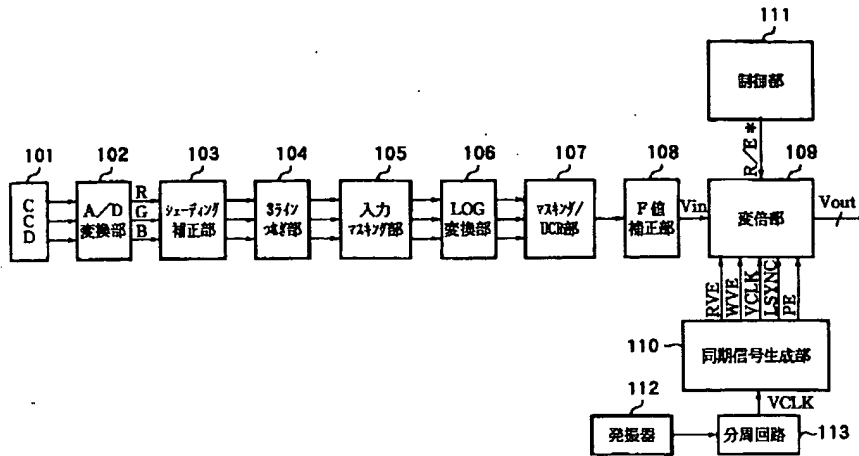 111
制御部
R/E*
101
102
103
104
105
106
107
108
109
CCD
A/D
変換部
R
G
B
シェーディング
補正部
3ライン
つなぎ部
入力
マスキング部
LOG
変換部
マスキング/
UCR部
F値
補正部
Vin
変倍部
Vout
RVE
WVE
VCLK
LSYNC
PE
110
同期信号生成部
112
VCLK
発振器
分周回路
113